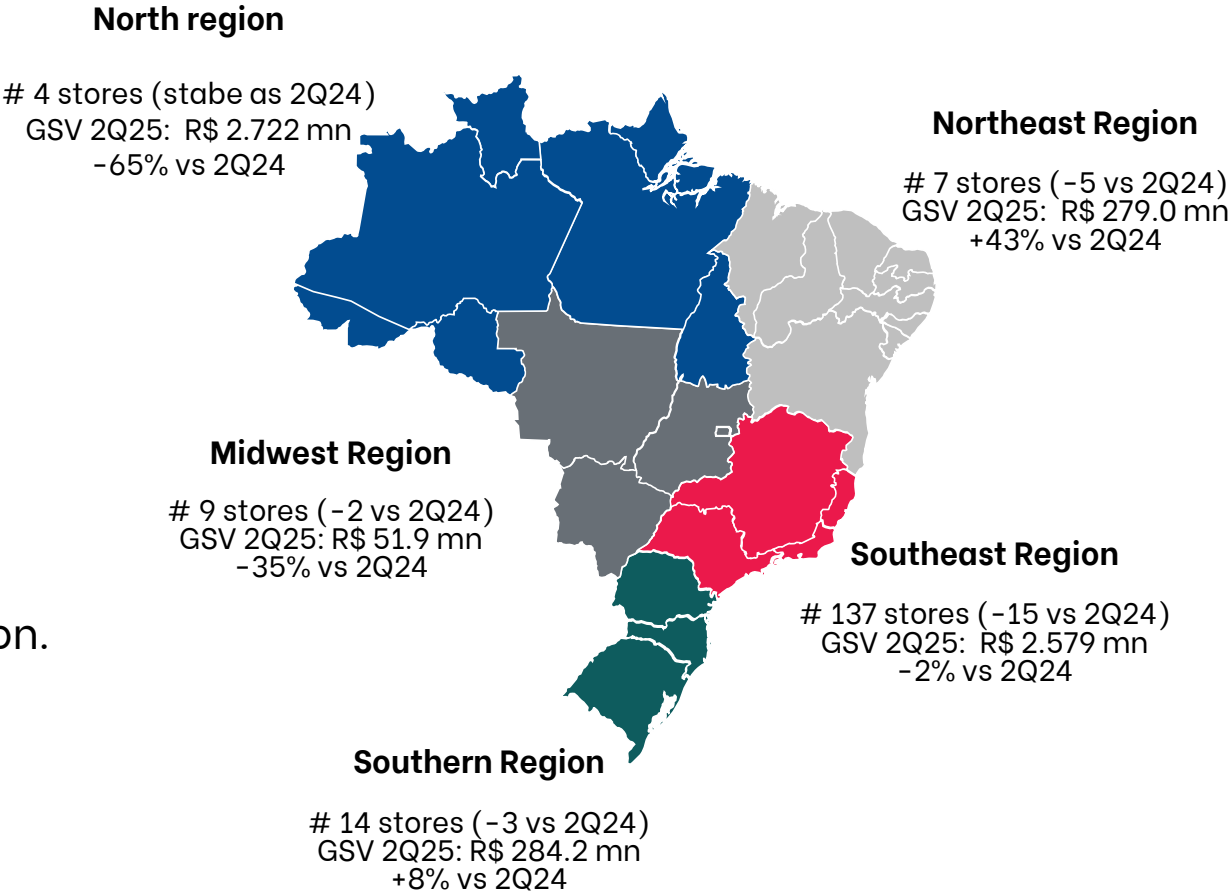 North region
# 4 stores (stabe as 2Q24)
GSV 2Q25: R$ 2.722 mn
-65% vs 2Q24
Northeast Region
# 7 stores (-5 vs 2Q24)
GSV 2Q25: R$ 279.0 mn
+43% vs 2Q24
Midwest Region
# 9 stores (-2 vs 2Q24)
GSV 2Q25: R$ 51.9 mn
-35% vs 2Q24
on.
Southeast Region
# 137 stores (-15 vs 2Q24)
GSV 2Q25: R$ 2.579 mn
-2% vs 2Q24
Southern Region
# 14 stores (-3 vs 2Q24)
GSV 2Q25: R$ 284.2 mn
+8% vs 2Q24